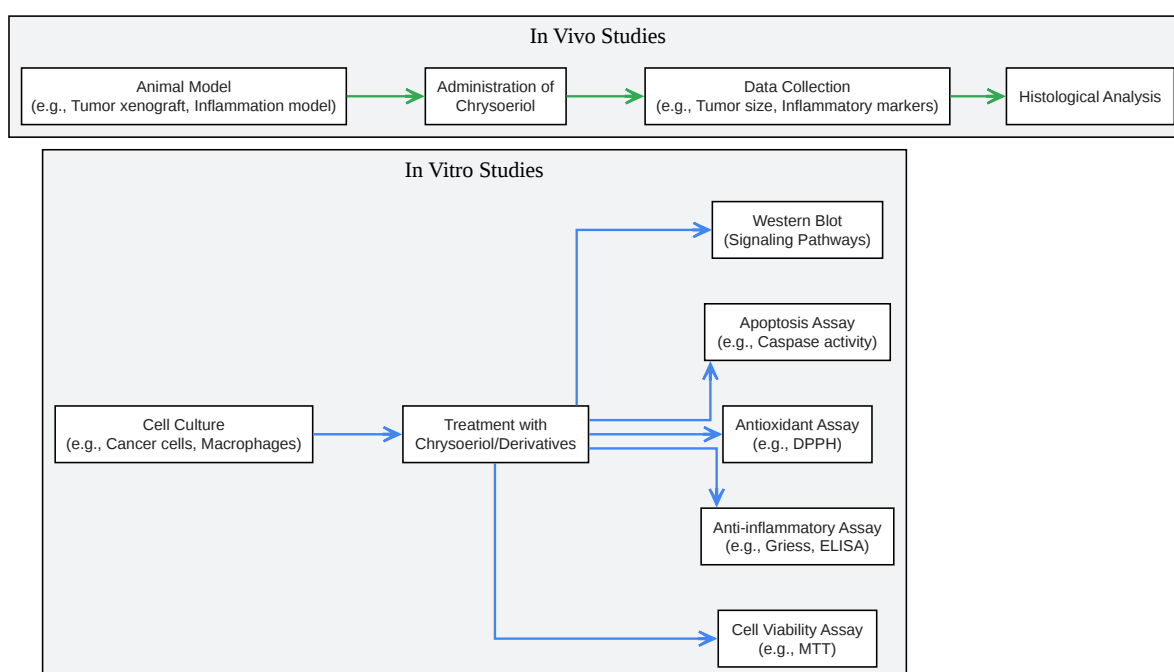 In Vivo Studies
Animal Model
(e.g., Tumor xenograft, Inflammation model)
Administration of
Chrysoeriol
Data Collection
(e.g., Tumor size, Inflammatory markers)
Histological Analysis
In Vitro Studies
Cell Culture
(e.g., Cancer cells, Macrophages)
Treatment with
Chrysoeriol/Derivatives
Western Blot
(Signaling Pathways)
Apoptosis Assay
(e.g., Caspase activity)
Antioxidant Assay
(e.g., DPPH)
Anti-inflammatory Assay
(e.g., Griess, ELISA)
Cell Viability Assay
(e.g., MTT)